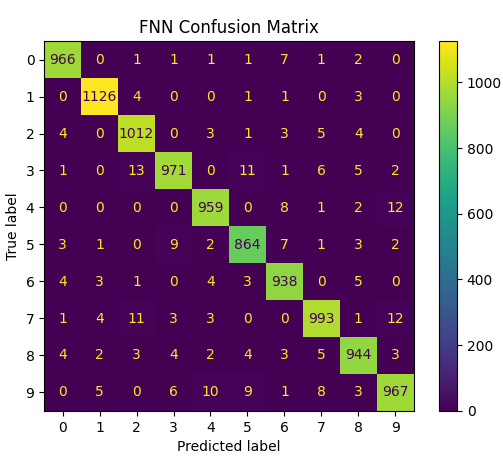 FNN Confusion Matrix
0 966 0 1 1 1 1 7 1 2 0
1 0 1126 4 0 0 1 1 0 3 0
2 4 0 1012 0 3 1 3 5 4 0
3 1 0 13 971 0 11 1 6 5 2
4 0 0 0 0 959 0 8 1 2 12
5 3 1 0 9 2 864 7 1 3 2
6 4 3 1 0 4 3 938 0 5 0
7 1 4 11 3 3 0 0 993 1 12
8 4 2 3 4 2 4 3 5 944 3
9 0 5 0 6 10 9 1 8 3 967
0 1 2 3 4 5 6 7 8 9
Predicted label
True label
1000
800
600
400
200
0